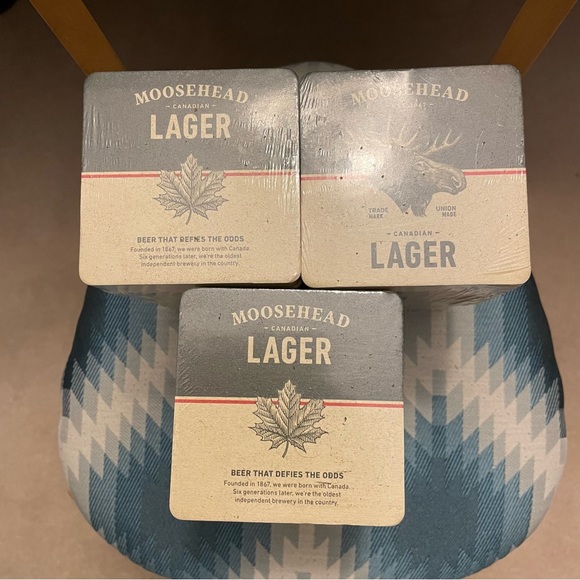 MOOSEHEAD
- CANADIAN -
LAGER
BEER THAT DEFIES THE ODDS
Founded in 1867, we were born with Canada.
Six generations later, we're the oldest
independent brewery in the country.
MOOSEHEAD
TRADE MARK
UNION MADE
- CANADIAN -
LAGER
MOOSEHEAD
- CANADIAN -
LAGER
BEER THAT DEFIES THE ODDS
Founded in 1867, we were born with Canada.
Six generations later, we're the oldest
independent brewery in the country.